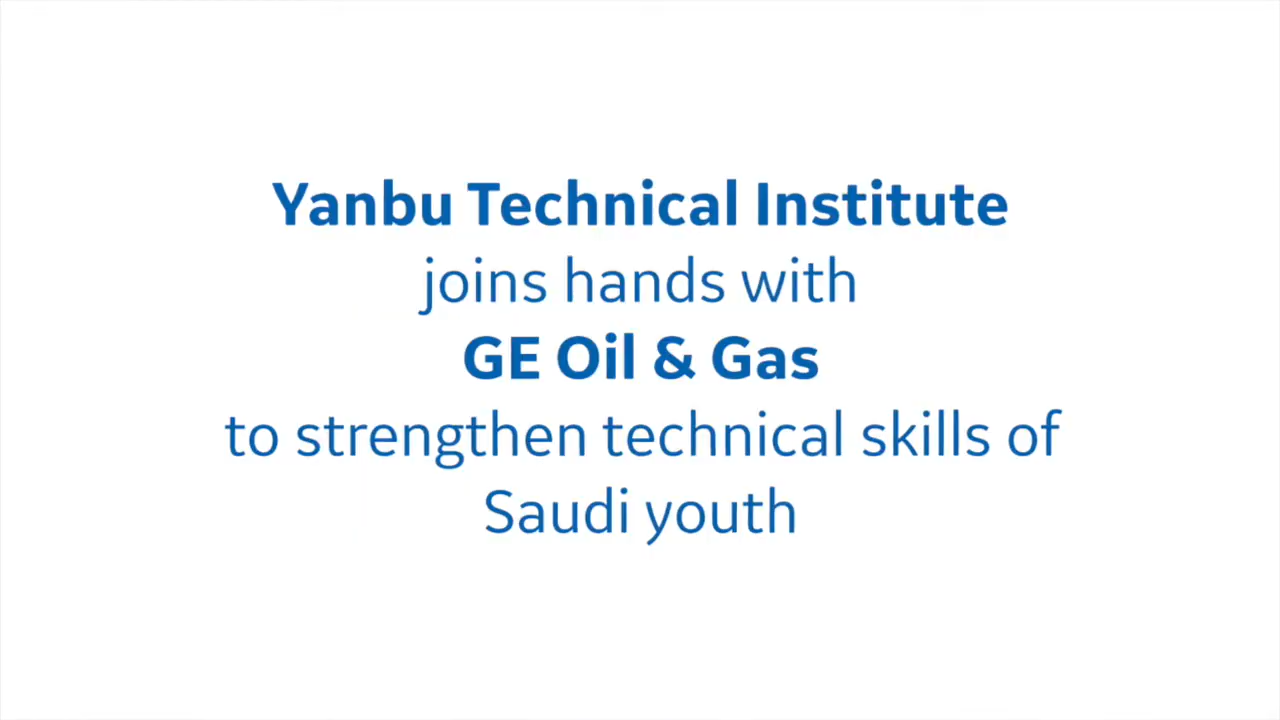 Yanbu Technical Institute
joins hands with
GE Oil & Gas
to strengthen technical skills of
Saudi youth